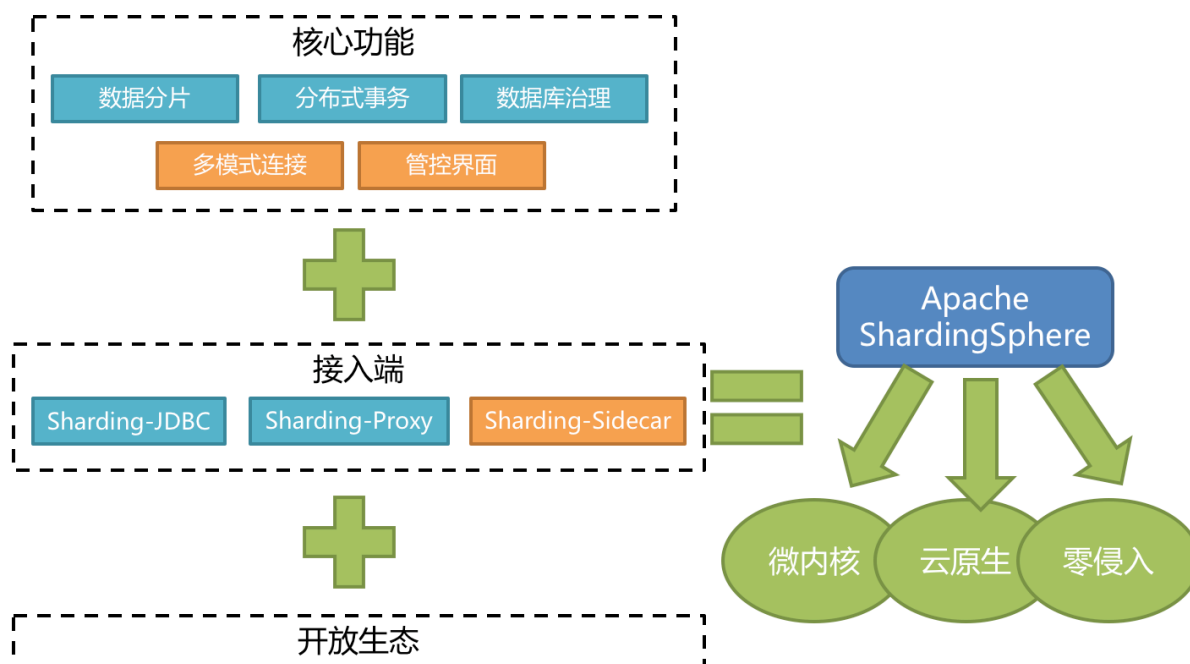 核心功能
数据分片
分布式事务
数据库治理
多模式连接
管控界面
接入端
Sharding-JDBC
Sharding-Proxy
Sharding-Sidecar
开放生态
Apache
ShardingSphere
微内核
云原生
零侵入